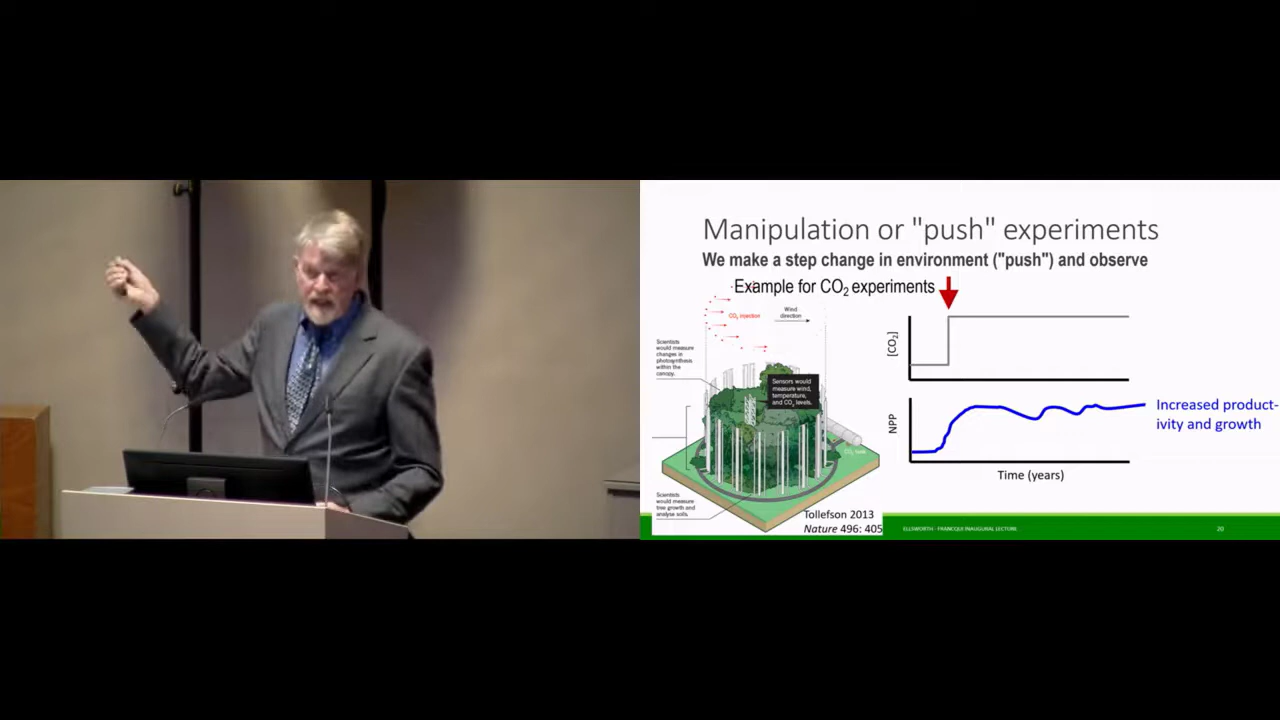 Manipulation or "push" experiments
We make a step change in environment ("push") and observe
Example for CO2 experiments
CO2 injection
Wind
direction
Scientists
would measure
changes in
photosynthesis
within the
canopy.
Sensors would
measure wind,
temperature,
and CO2 levels.
Scientists
would measure
tree growth and
analyse soils.
Tollefson 2013
Nature 496: 405
[CO2]
NPP
Increased product-
ivity and growth
Time (years)
ELLSWORTH - FRANCQUI INAUGURAL LECTURE
20